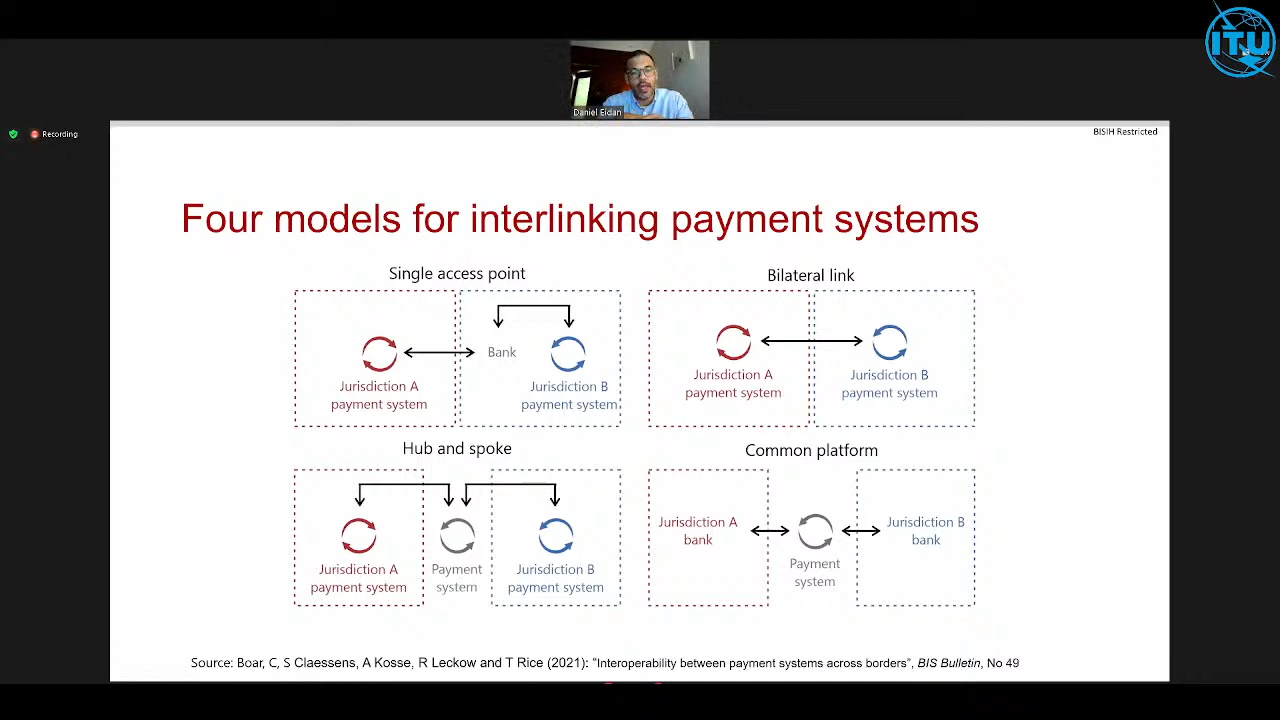 ITU
Daniel Eidan
Recording
BISIH Restricted
Four models for interlinking payment systems
Single access point
Bank
Jurisdiction A
payment system
Jurisdiction B
payment system
Bilateral link
Jurisdiction A
payment system
Jurisdiction B
payment system
Hub and spoke
Jurisdiction A
payment system
Payment
system
Jurisdiction B
payment system
Common platform
Jurisdiction A
bank
Payment
system
Jurisdiction B
bank
Source: Boar, C, S Claessens, A Kosse, R Leckow and T Rice (2021): "Interoperability between payment systems across borders", BIS Bulletin, No 49